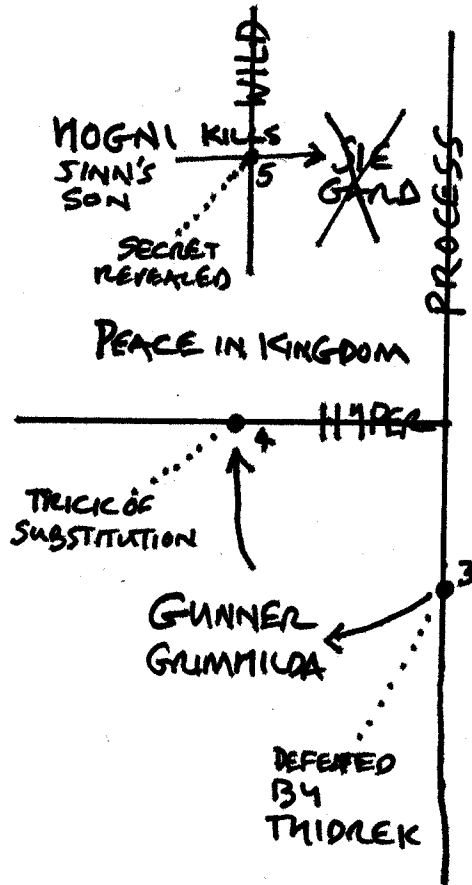 WILD
HOGNI KILLS
SINN'S
SON
5
SIE
GARD
PROCESS
SECRET
REVEALED
PEACE IN KINGDOM
HYPER
4
TRICK OF
SUBSTITUTION
3
GUNNER
GRIMHILDA
DEFEATED
BY
THIDREK